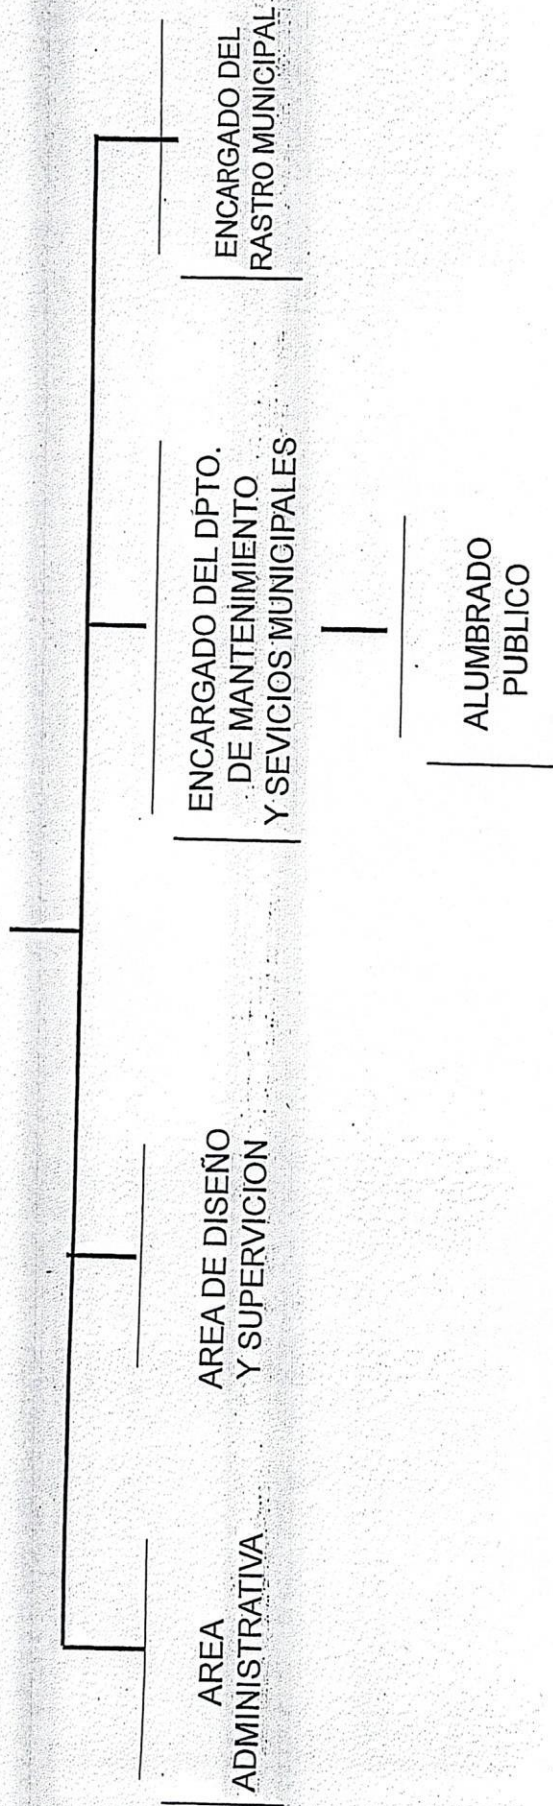 AREA
ADMINISTRATIVA
AREA DE DISEÑO
Y SUPERVICION
ENCARGADO DEL DPTO.
DE MANTENIMIENTO
Y SEVICIOS MUNICIPALES
ENCARGADO DEL
RASTRO MUNICIPAL
ALUMBRADO
PUBLICO